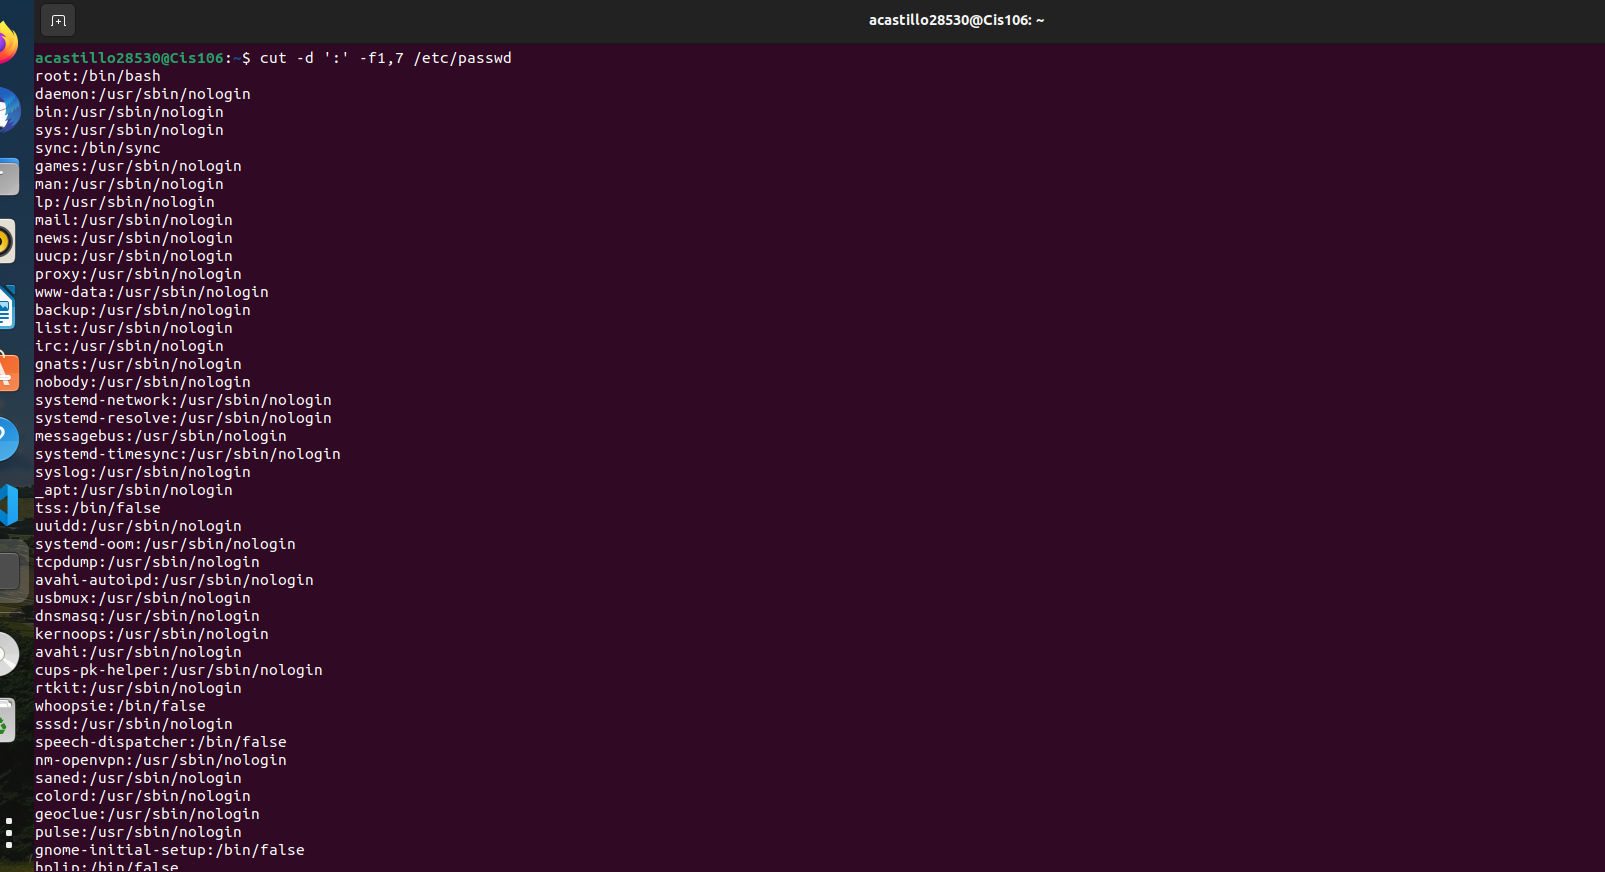 acastillo28530@Cis106: ~
acastillo28530@Cis106:~$ cut -d ':' -f1,7 /etc/passwd
root:/bin/bash
daemon:/usr/sbin/nologin
bin:/usr/sbin/nologin
sys:/usr/sbin/nologin
sync:/bin/sync
games:/usr/sbin/nologin
man:/usr/sbin/nologin
lp:/usr/sbin/nologin
mail:/usr/sbin/nologin
news:/usr/sbin/nologin
uucp:/usr/sbin/nologin
proxy:/usr/sbin/nologin
www-data:/usr/sbin/nologin
backup:/usr/sbin/nologin
list:/usr/sbin/nologin
irc:/usr/sbin/nologin
gnats:/usr/sbin/nologin
nobody:/usr/sbin/nologin
systemd-network:/usr/sbin/nologin
systemd-resolve:/usr/sbin/nologin
messagebus:/usr/sbin/nologin
systemd-timesync:/usr/sbin/nologin
syslog:/usr/sbin/nologin
_apt:/usr/sbin/nologin
tss:/bin/false
uuidd:/usr/sbin/nologin
systemd-oom:/usr/sbin/nologin
tcpdump:/usr/sbin/nologin
avahi-autoipd:/usr/sbin/nologin
usbmux:/usr/sbin/nologin
dnsmasq:/usr/sbin/nologin
kernoops:/usr/sbin/nologin
avahi:/usr/sbin/nologin
cups-pk-helper:/usr/sbin/nologin
rtkit:/usr/sbin/nologin
whoopsie:/bin/false
sssd:/usr/sbin/nologin
speech-dispatcher:/bin/false
nm-openvpn:/usr/sbin/nologin
saned:/usr/sbin/nologin
colord:/usr/sbin/nologin
geoclue:/usr/sbin/nologin
pulse:/usr/sbin/nologin
gnome-initial-setup:/bin/false
hplip:/bin/false